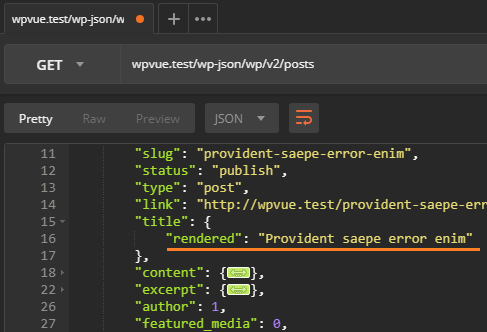 wpvue.test/wp-json/w
GET wpvue.test/wp-json/wp/v2/posts
Pretty Raw Preview JSON
11 "slug": "provident-saepe-error-enim",
12 "status": "publish",
13 "type": "post",
14 "link": "http://wpvue.test/provident-saepe-err
15 "title": {
16 "rendered": "Provident saepe error enim"
17 },
18 "content": {},
22 "excerpt": {},
26 "author": 1,
27 "featured_media": 0,